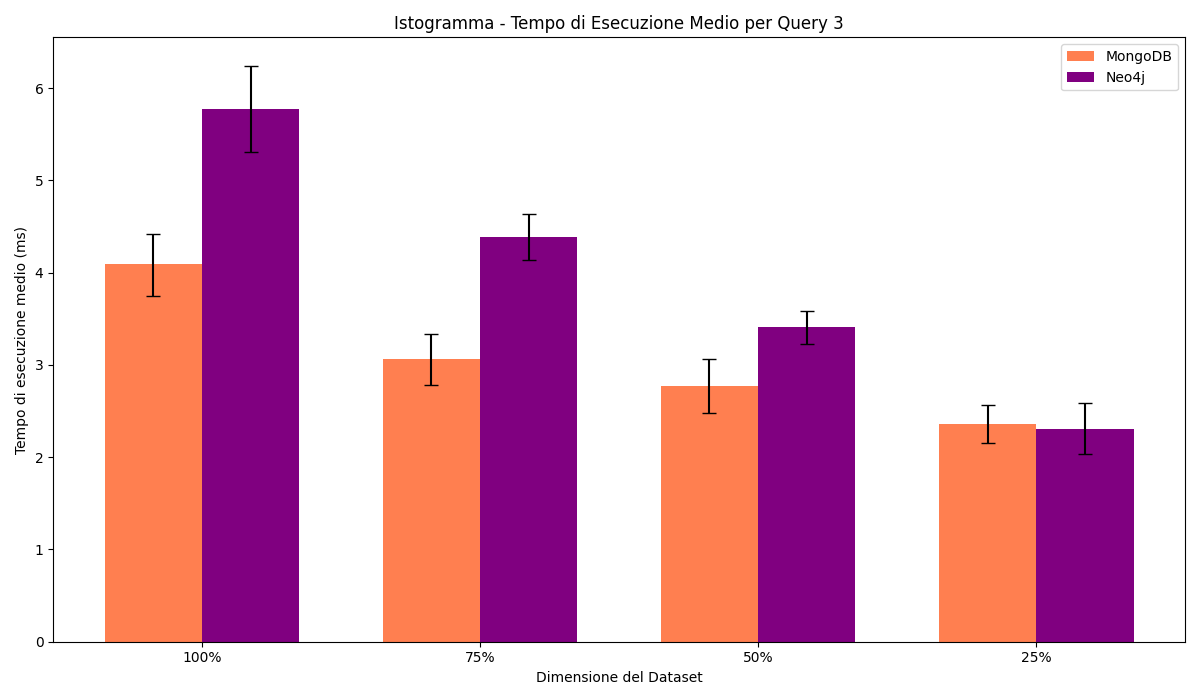 Istogramma - Tempo di Esecuzione Medio per Query 3
MongoDB
Neo4j
Tempo di esecuzione medio (ms)
6
5
4
3
2
1
0
100%
75%
50%
25%
Dimensione del Dataset